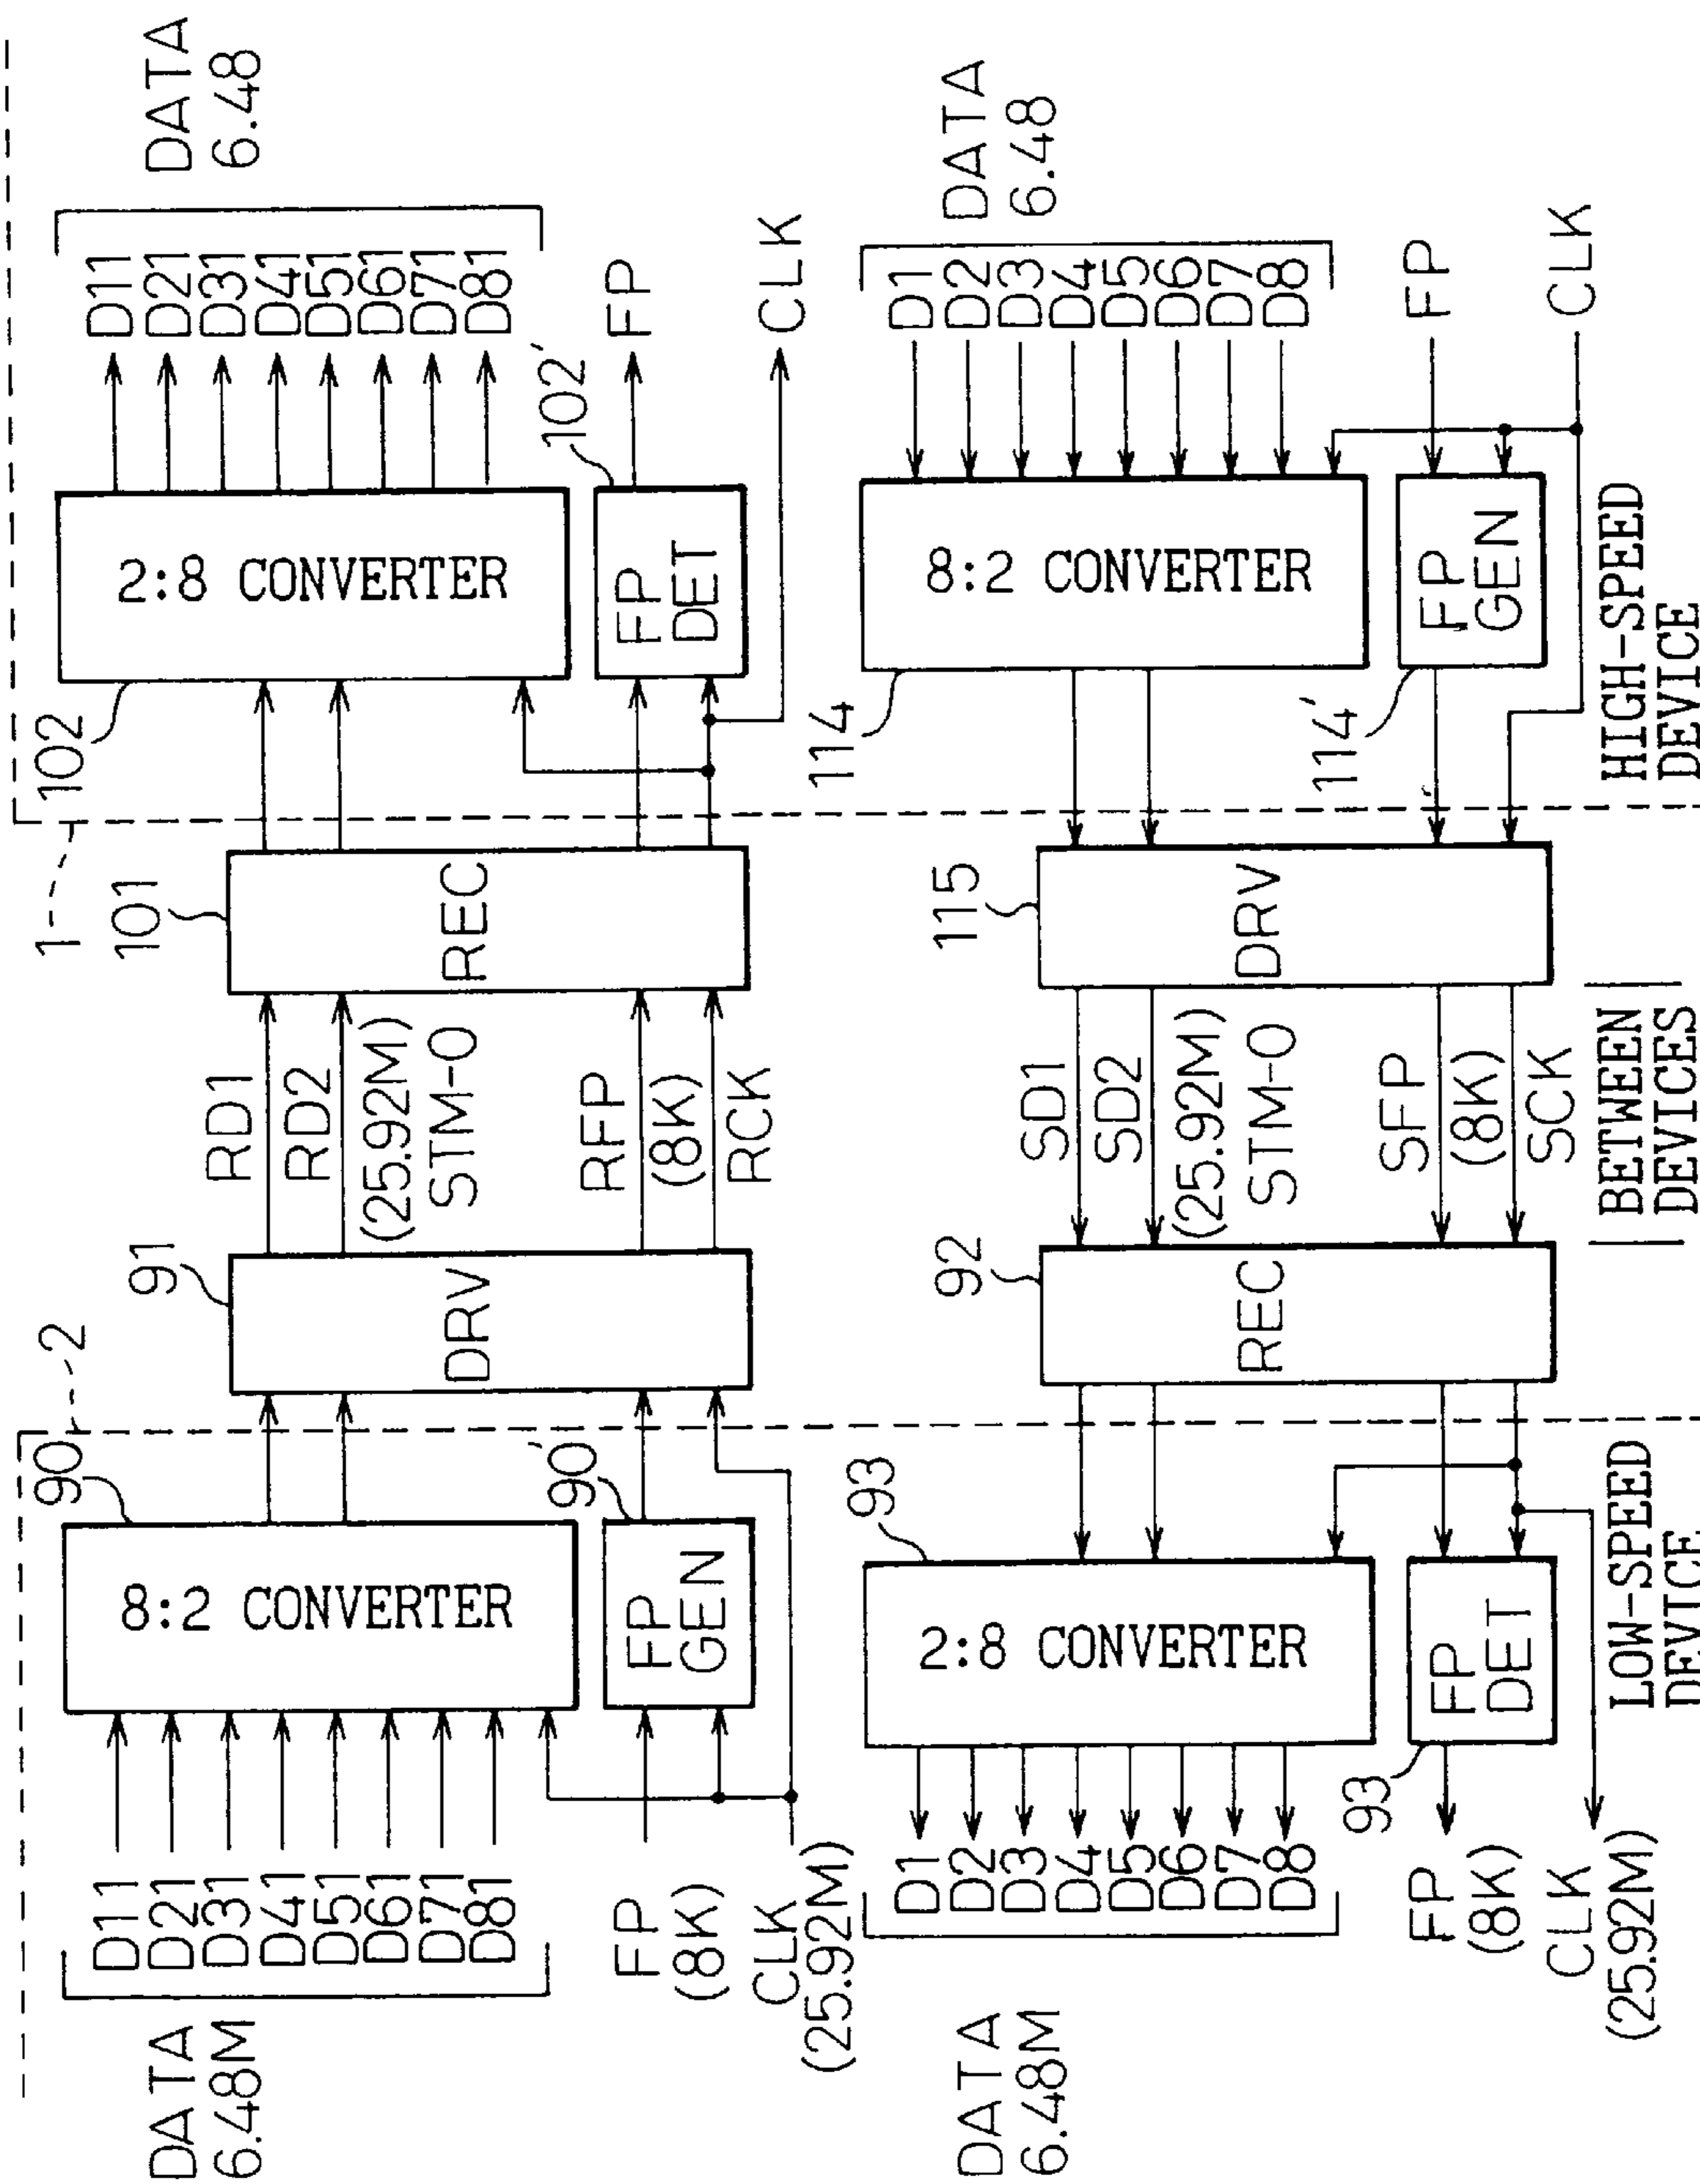 DATA
6.48M
D11
D21
D31
D41
D51
D61
D71
D81
FP
(8K)
CLK
(25.92M)
90
8:2 CONVERTER
90'
FP
GEN
2
91
DRV
RD1
RD2
(25.92M)
STM-0
RFP
(8K)
RCK
1
101
REC
102
2:8 CONVERTER
102'
FP
DET
D11
D21
D31
D41
D51
D61
D71
D81
DATA
6.48
FP
CLK
DATA
6.48M
D1
D2
D3
D4
D5
D6
D7
D8
FP
(8K)
CLK
(25.92M)
93
2:8 CONVERTER
93
FP
DET
92
REC
SD1
SD2
(25.92M)
STM-0
SFP
(8K)
SCK
115
DRV
114
8:2 CONVERTER
114'
FP
GEN
D1
D2
D3
D4
D5
D6
D7
D8
DATA
6.48
FP
CLK
LOW-SPEED
DEVICE
BETWEEN
DEVICES
HIGH-SPEED
DEVICE